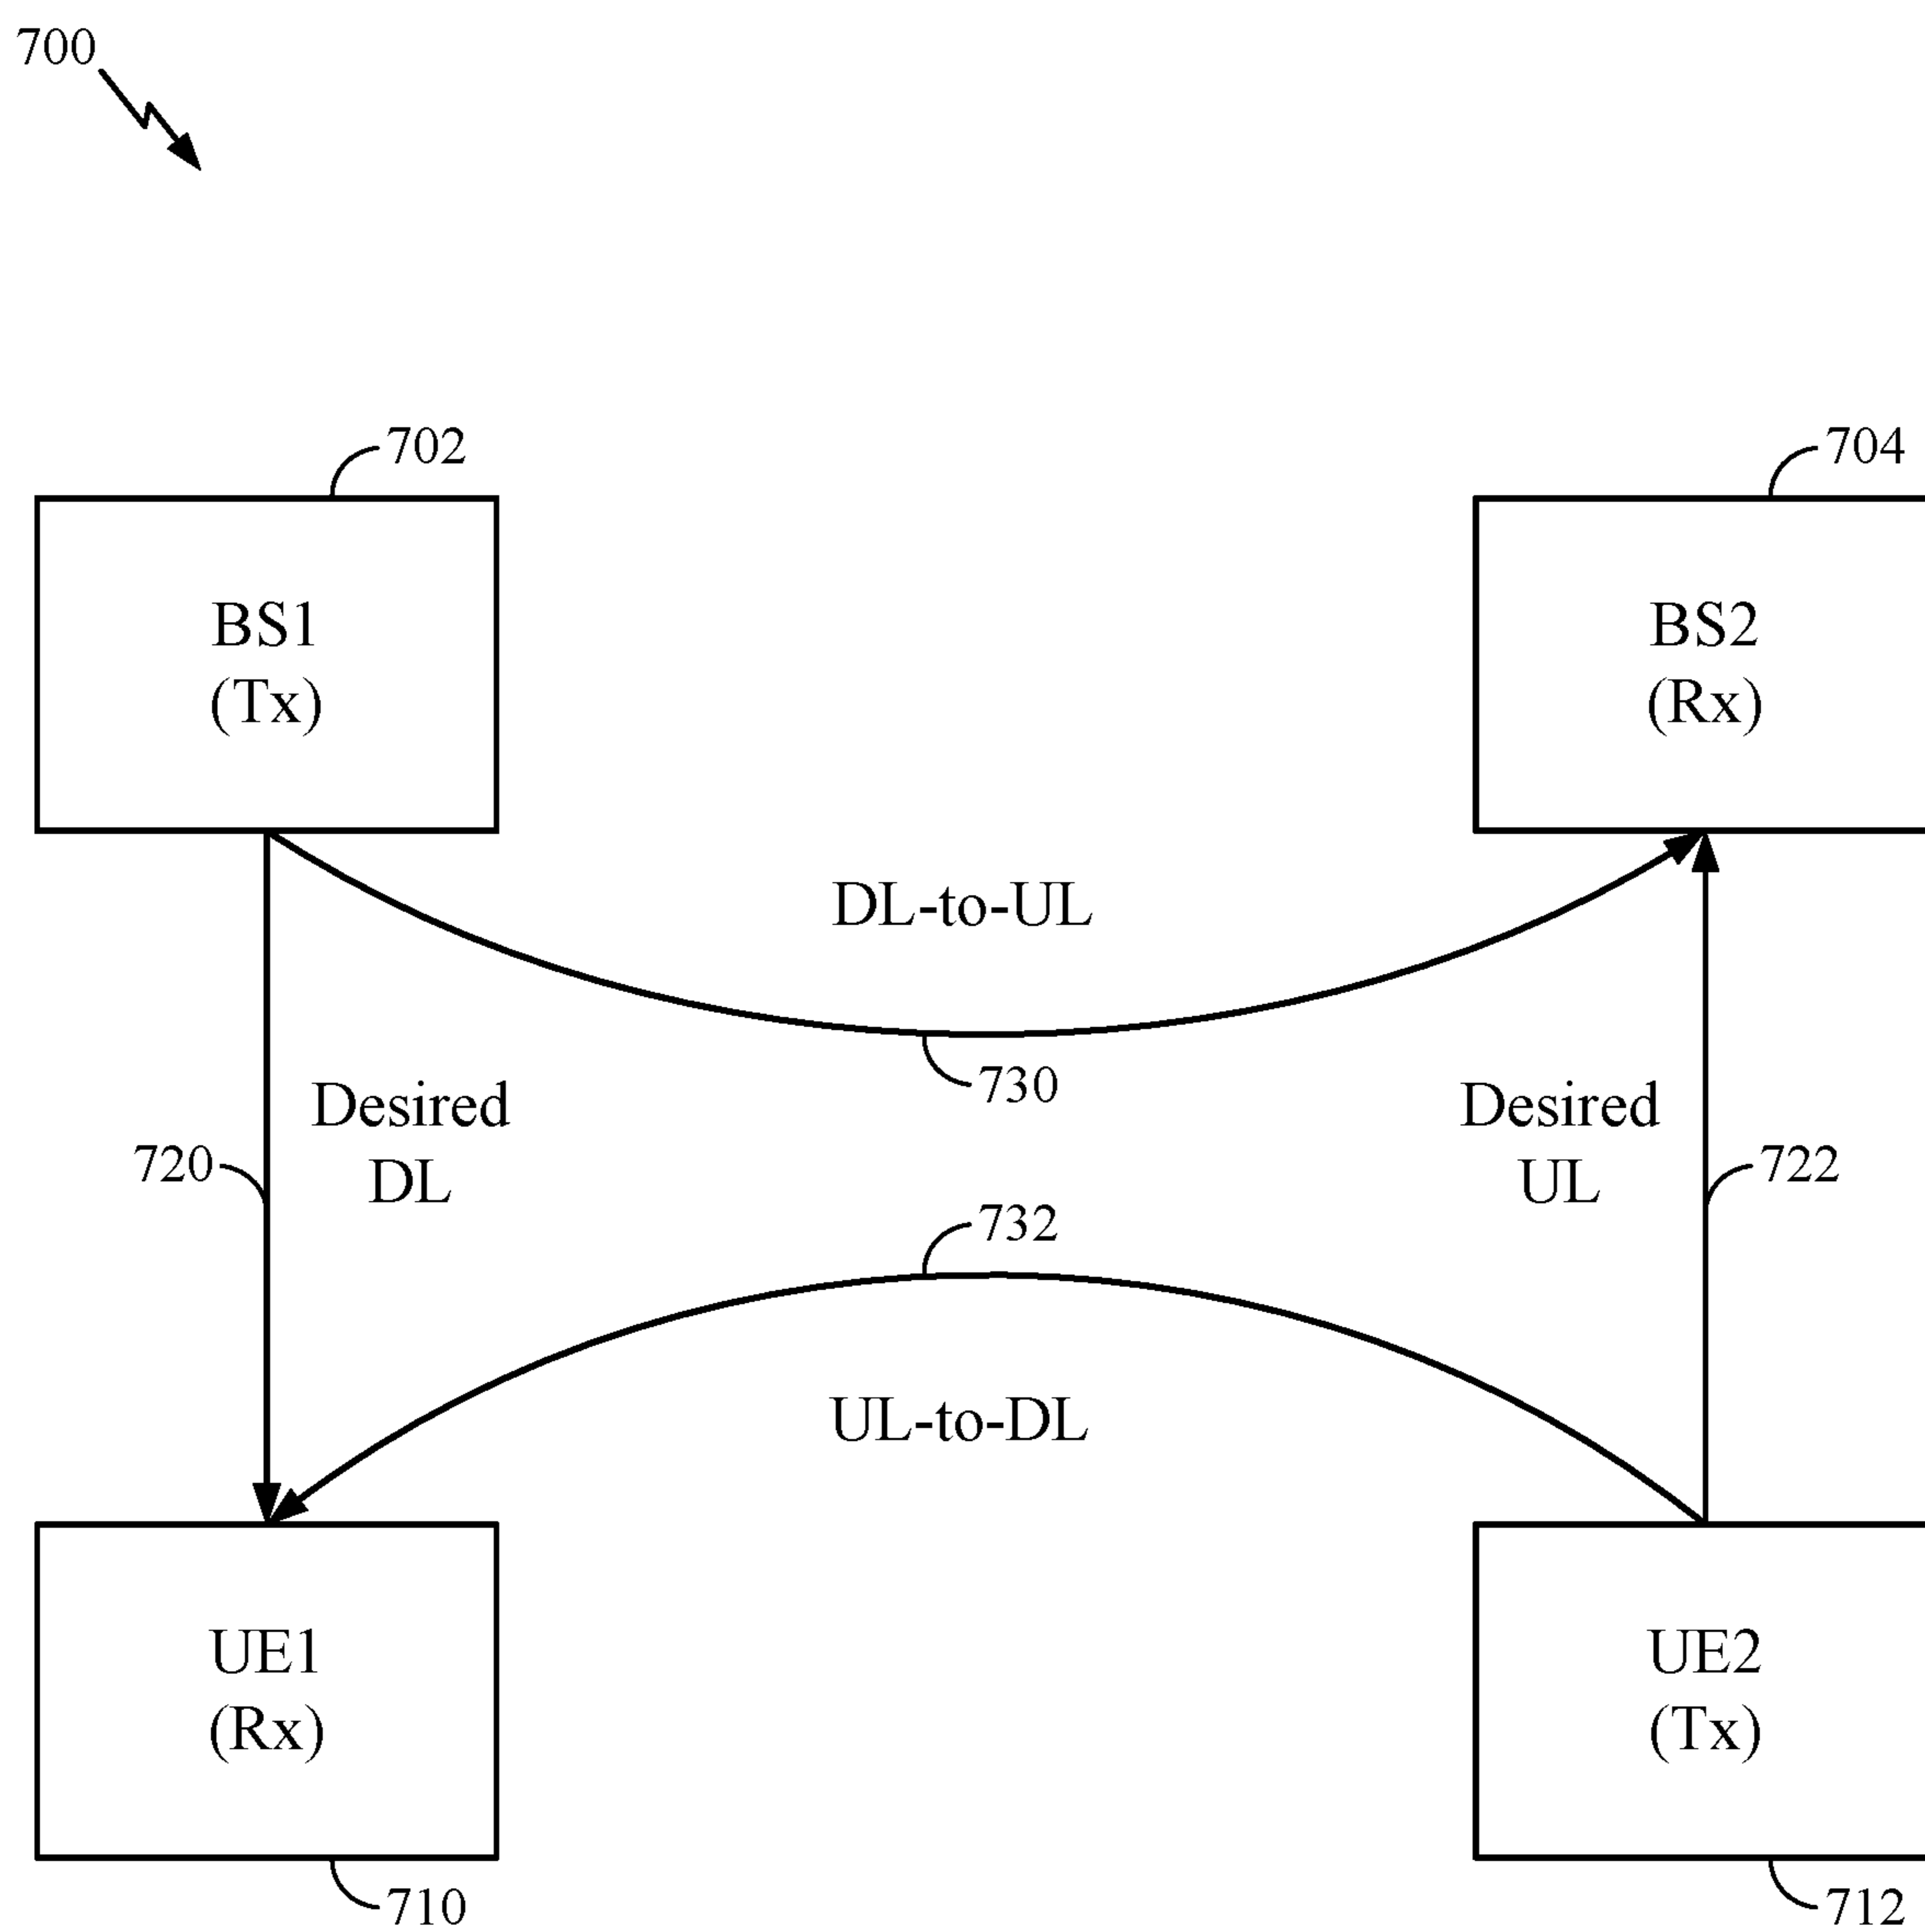 700
702
704
BS1
(Tx)
BS2
(Rx)
DL-to-UL
730
Desired
DL
Desired
UL
720
722
732
UL-to-DL
UE1
(Rx)
UE2
(Tx)
710
712